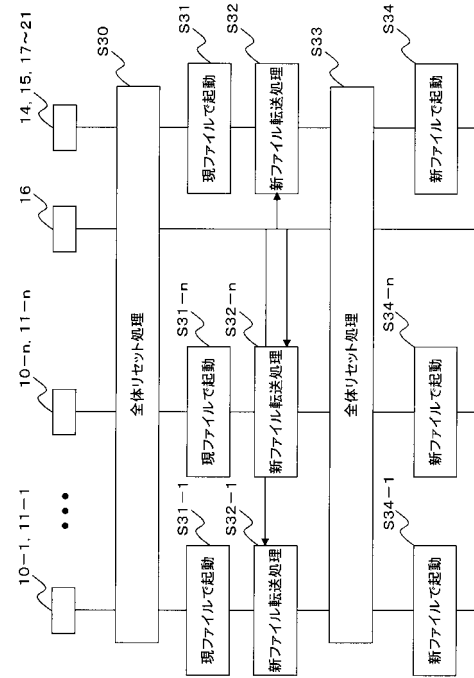 10-1, 11-1
•••
10-n, 11-n
16
14, 15, 17~21
S30
全体リセット処理
S31-1
現ファイルで起動
S31-n
現ファイルで起動
S31
現ファイルで起動
S32-1
新ファイル転送処理
S32-n
新ファイル転送処理
S32
新ファイル転送処理
S33
全体リセット処理
S34-1
新ファイルで起動
S34-n
新ファイルで起動
S34
新ファイルで起動